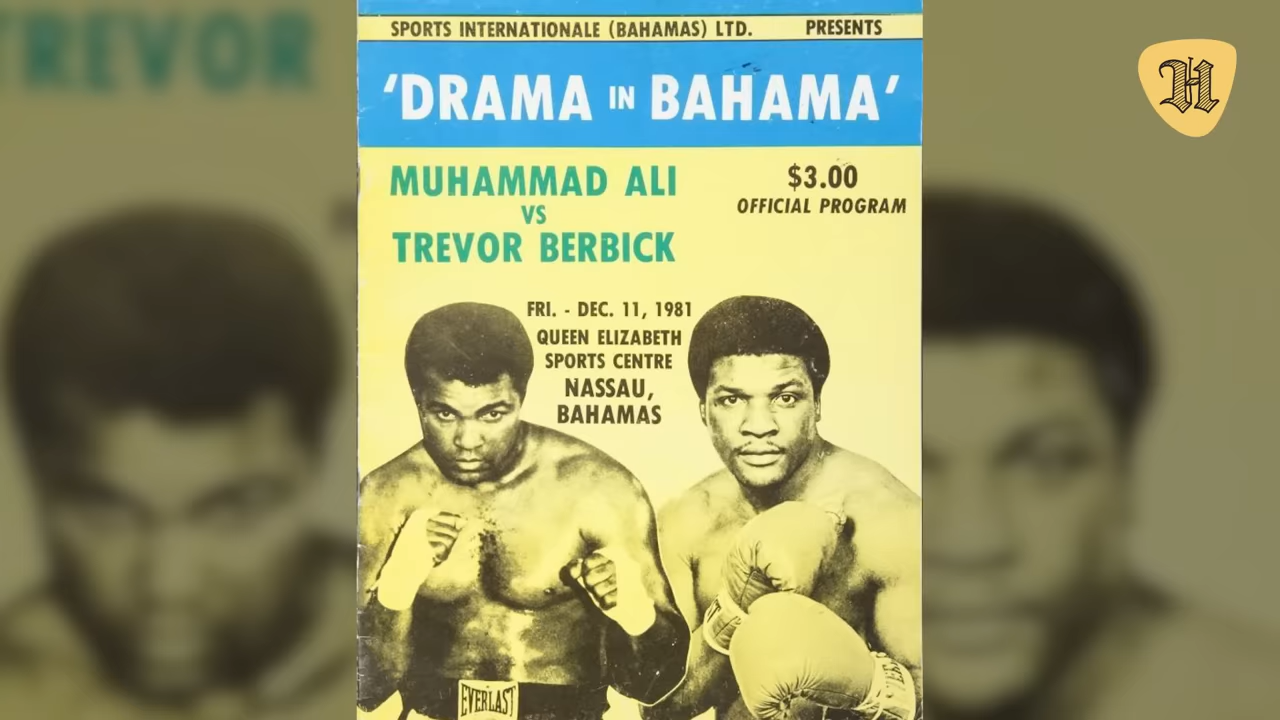 SPORTS INTERNATIONALE (BAHAMAS) LTD. PRESENTS
'DRAMA IN BAHAMA'
MUHAMMAD ALI
VS
TREVOR BERBICK
$3.00
OFFICIAL PROGRAM
FRI. - DEC. 11, 1981
QUEEN ELIZABETH
SPORTS CENTRE
NASSAU,
BAHAMAS
EVERLAST
TREVOR
H